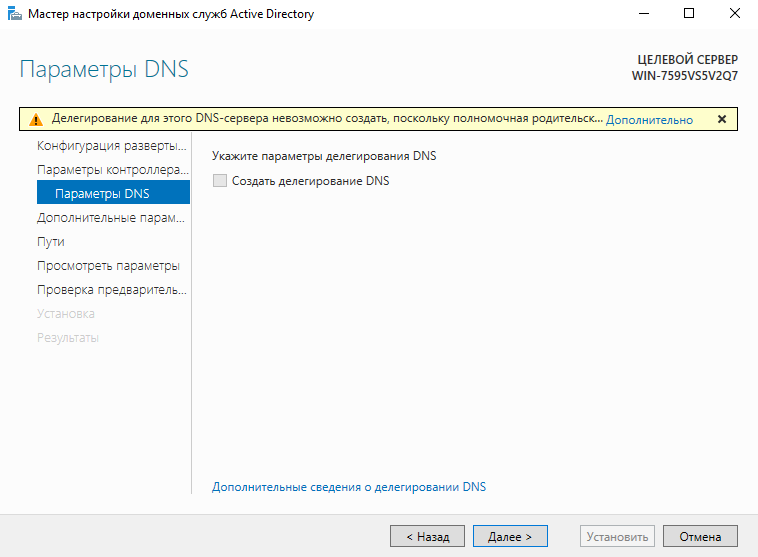 Мастер настройки доменных служб Active Directory
Параметры DNS
ЦЕЛЕВОЙ СЕРВЕР
WIN-7595VS5V2Q7
Делегирование для этого DNS-сервера невозможно создать, поскольку полномочная родительск... Дополнительно
Конфигурация разверты...
Параметры контроллера...
Параметры DNS
Дополнительные парам...
Пути
Просмотреть параметры
Проверка предваритель...
Установка
Результаты
Укажите параметры делегирования DNS
Создать делегирование DNS
Дополнительные сведения о делегировании DNS
< Назад
Далее >
Установить
Отмена